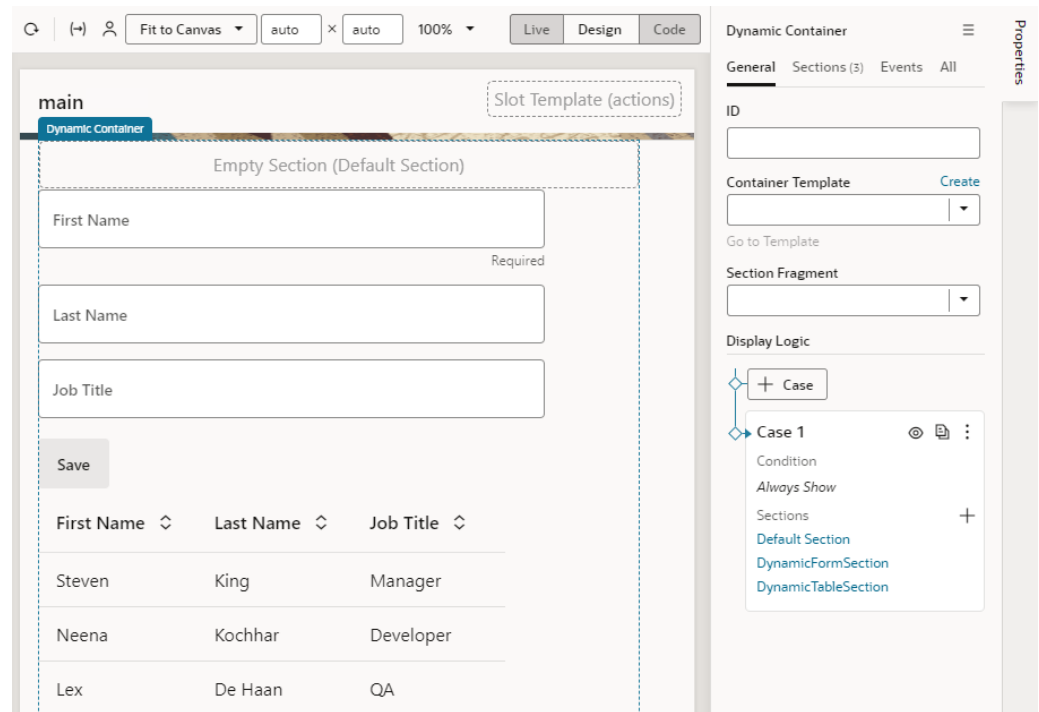 Fit to Canvas
auto
×
auto
100%
Live
Design
Code
main
Slot Template (actions)
Dynamic Container
Empty Section (Default Section)
First Name
Required
Last Name
Job Title
Save
First Name
Last Name
Job Title
Steven
King
Manager
Neena
Kochhar
Developer
Lex
De Haan
QA
Dynamic Container
General
Sections (3)
Events
All
ID
Container Template
Create
Go to Template
Section Fragment
Display Logic
+ Case
Case 1
Condition
Always Show
Sections
Default Section
DynamicFormSection
DynamicTableSection
Properties